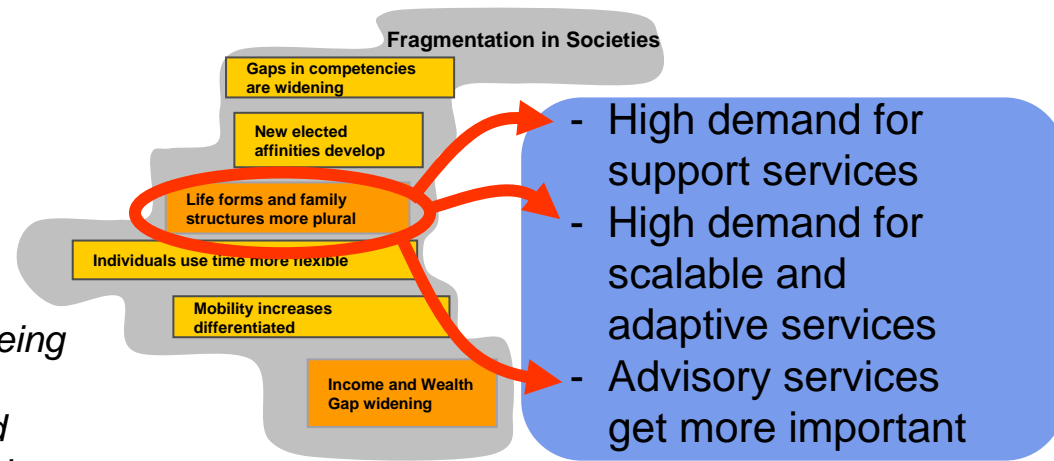 Fragmentation in Societies
Gaps in competencies
are widening
New elected
affinities develop
Life forms and family
structures more plural
Individuals use time more flexible
Mobility increases
differentiated
Income and Wealth
Gap widening
- High demand for
support services
- High demand for
scalable and
adaptive services
- Advisory services
get more important